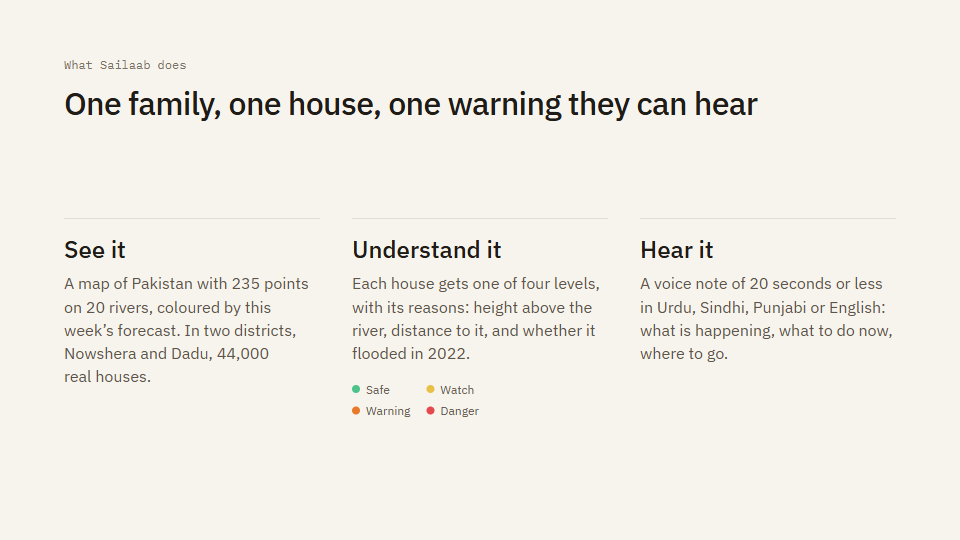 What Sailaab does
One family, one house, one warning they can hear
See it
A map of Pakistan with 235 points
on 20 rivers, coloured by this
week’s forecast. In two districts,
Nowshera and Dadu, 44,000
real houses.
Understand it
Each house gets one of four levels,
with its reasons: height above the
river, distance to it, and whether it
flooded in 2022.
Safe
Watch
Warning
Danger
Hear it
A voice note of 20 seconds or less
in Urdu, Sindhi, Punjabi or English:
what is happening, what to do now,
where to go.